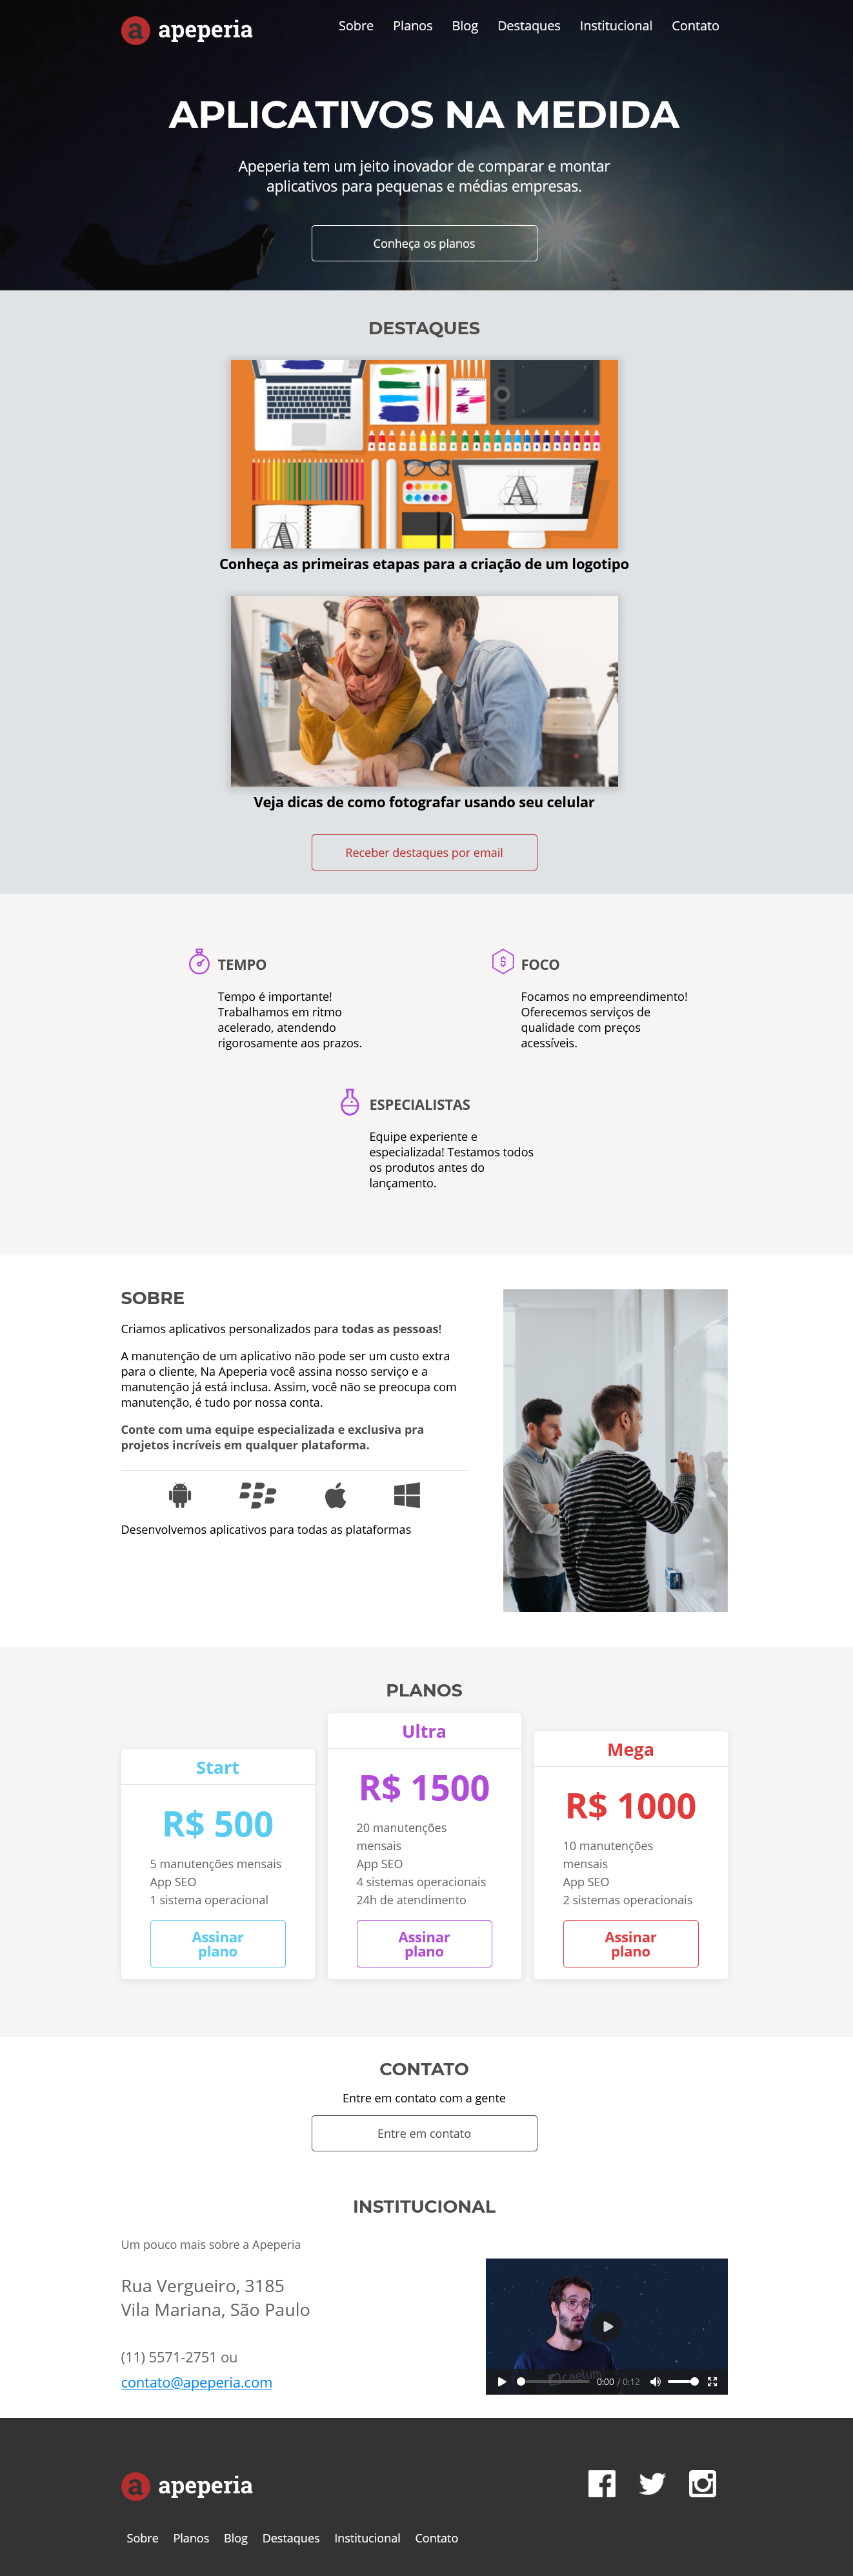 a apeperia
Sobre Planos Blog Destaques Institucional Contato
APLICATIVOS NA MEDIDA
Apeperia tem um jeito inovador de comparar e montar
aplicativos para pequenas e médias empresas.
Conheça os planos
DESTAQUES
A
A
Conheça as primeiras etapas para a criação de um logotipo
Veja dicas de como fotografar usando seu celular
Receber destaques por email
TEMPO
Tempo é importante!
Trabalhamos em ritmo
acelerado, atendendo
rigorosamente aos prazos.
$
FOCO
Focamos no empreendimento!
Oferecemos serviços de
qualidade com preços
acessíveis.
ESPECIALISTAS
Equipe experiente e
especializada! Testamos todos
os produtos antes do
lançamento.
SOBRE
Criamos aplicativos personalizados para todas as pessoas!
A manutenção de um aplicativo não pode ser um custo extra
para o cliente, Na Apeperia você assina nosso serviço e a
manutenção já está inclusa. Assim, você não se preocupa com
manutenção, é tudo por nossa conta.
Conte com uma equipe especializada e exclusiva pra
projetos incríveis em qualquer plataforma.
Desenvolvemos aplicativos para todas as plataformas
PLANOS
Start
R$ 500
5 manutenções mensais
App SEO
1 sistema operacional
Assinar
plano
Ultra
R$ 1500
20 manutenções
mensais
App SEO
4 sistemas operacionais
24h de atendimento
Assinar
plano
Mega
R$ 1000
10 manutenções
mensais
App SEO
2 sistemas operacionais
Assinar
plano
CONTATO
Entre em contato com a gente
Entre em contato
INSTITUCIONAL
Um pouco mais sobre a Apeperia
Rua Vergueiro, 3185
Vila Mariana, São Paulo
(11) 5571-2751 ou
contato@apeperia.com
caelum
0:00 / 0:12
a apeperia
Sobre Planos Blog Destaques Institucional Contato